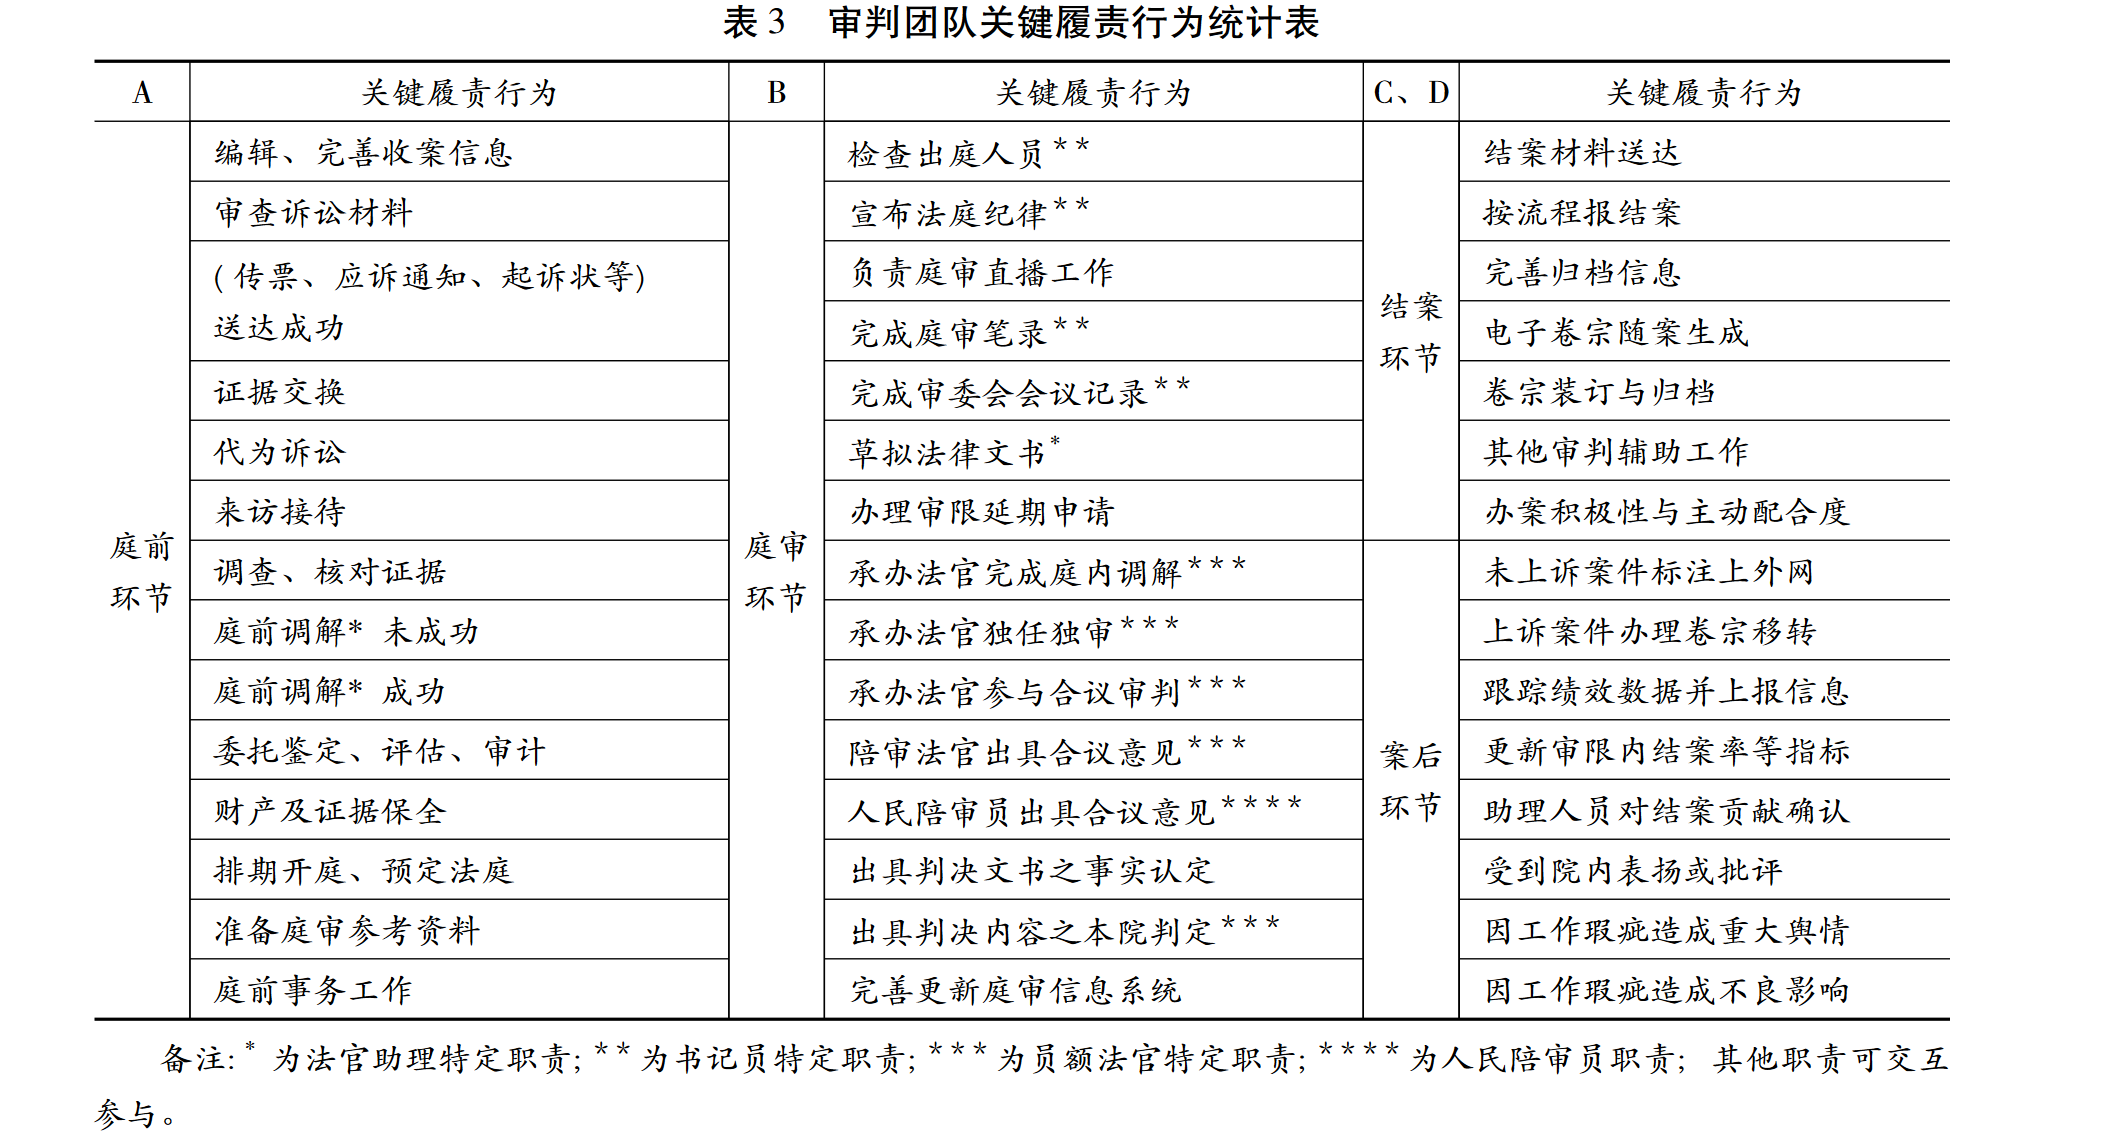 表 3 审判团队关键履责行为统计表
A 关键履责行为 B 关键履责行为 C、D 关键履责行为
庭前
环节
编辑、完善收案信息
审查诉讼材料
(传票、应诉通知、起诉状等)
送达成功
证据交换
代为诉讼
来访接待
调查、核对证据
庭前调解* 未成功
庭前调解* 成功
委托鉴定、评估、审计
财产及证据保全
排期开庭、预定法庭
准备庭审参考资料
庭前事务工作
庭审
环节
检查出庭人员**
宣布法庭纪律**
负责庭审直播工作
完成庭审笔录**
完成审委会会议记录**
草拟法律文书*
办理审限延期申请
承办法官完成庭内调解***
承办法官独任独审***
承办法官参与合议审判***
陪审法官出具合议意见***
人民陪审员出具合议意见****
出具判决文书之事实认定
出具判决内容之本院判定***
完善更新庭审信息系统
结案
环节
结案材料送达
按流程报结案
完善归档信息
电子卷宗随案生成
卷宗装订与归档
其他审判辅助工作
办案积极性与主动配合度
案后
环节
未上诉案件标注上外网
上诉案件办理卷宗移转
跟踪绩效数据并上报信息
更新审限内结案率等指标
助理人员对结案贡献确认
受到院内表扬或批评
因工作瑕疵造成重大舆情
因工作瑕疵造成不良影响
备注:* 为法官助理特定职责;**为书记员特定职责;***为员额法官特定职责;****为人民陪审员职责; 其他职责可交互
参与。